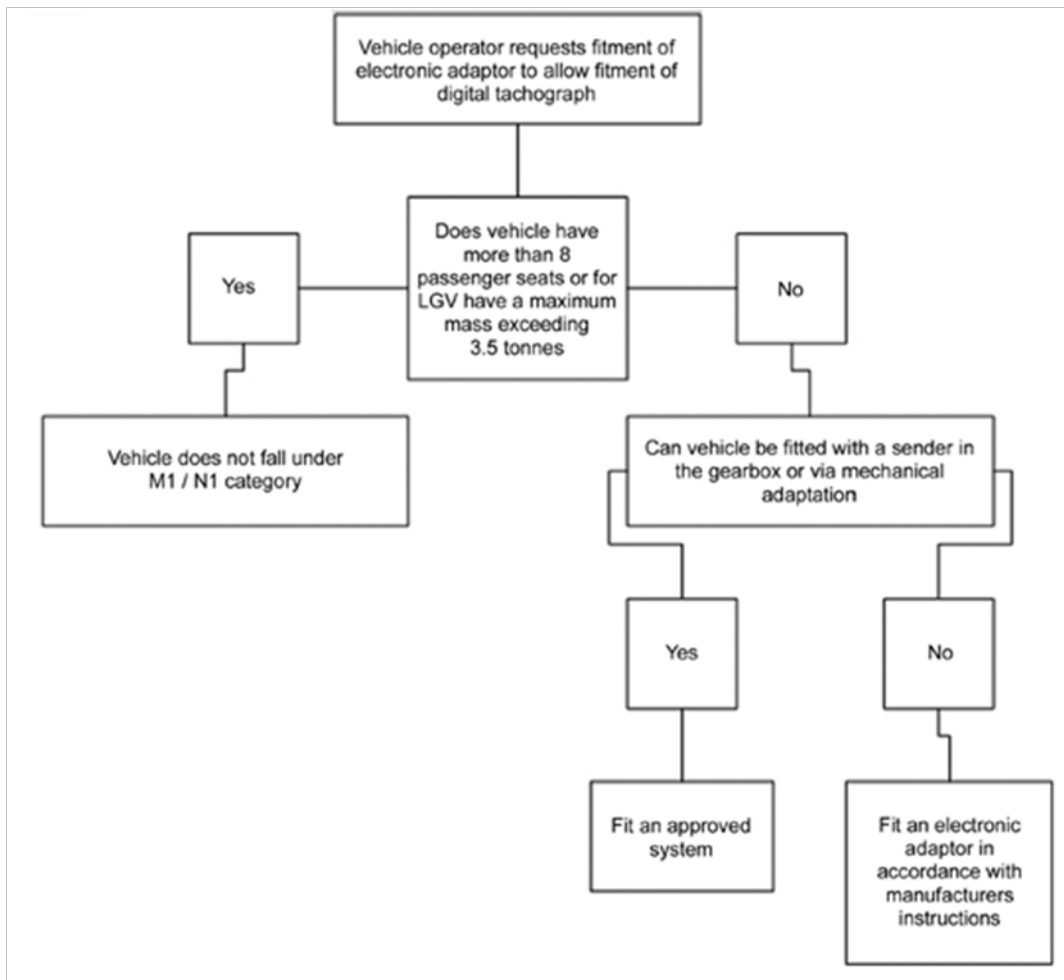 Vehicle operator requests fitment of
electronic adaptor to allow fitment of
digital tachograph
Does vehicle have
more than 8
passenger seats or for
LGV have a maximum
mass exceeding
3.5 tonnes
Yes
No
Vehicle does not fall under
M1 / N1 category
Can vehicle be fitted with a sender in
the gearbox or via mechanical
adaptation
Yes
No
Fit an approved
system
Fit an electronic
adaptor in
accordance with
manufacturers
instructions